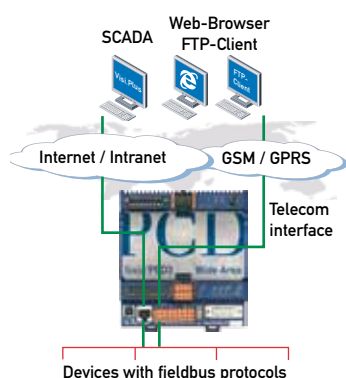 SCADA
Web-Browser
FTP-Client
Visi.Plus
FTP-
Client
Internet / Intranet
GSM / GPRS
Telecom
interface
PCD
Wide Area
Devices with fieldbus protocols